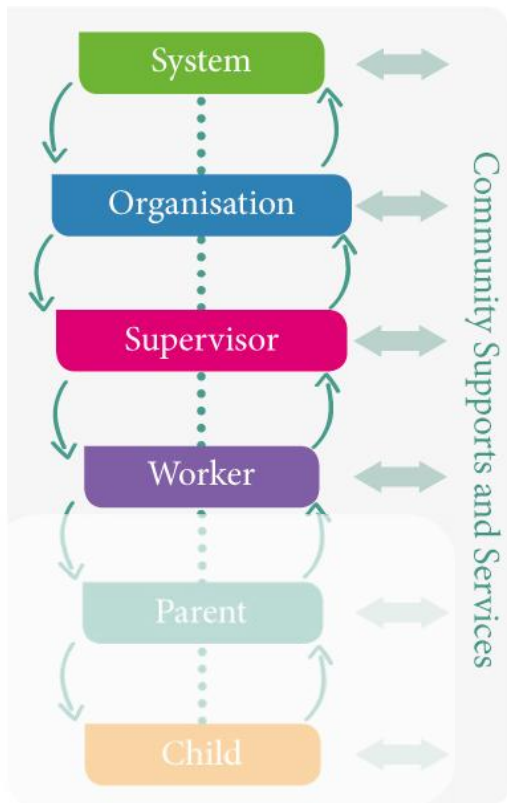 System
Organisation
Supervisor
Worker
Parent
Child
Community Supports and Services